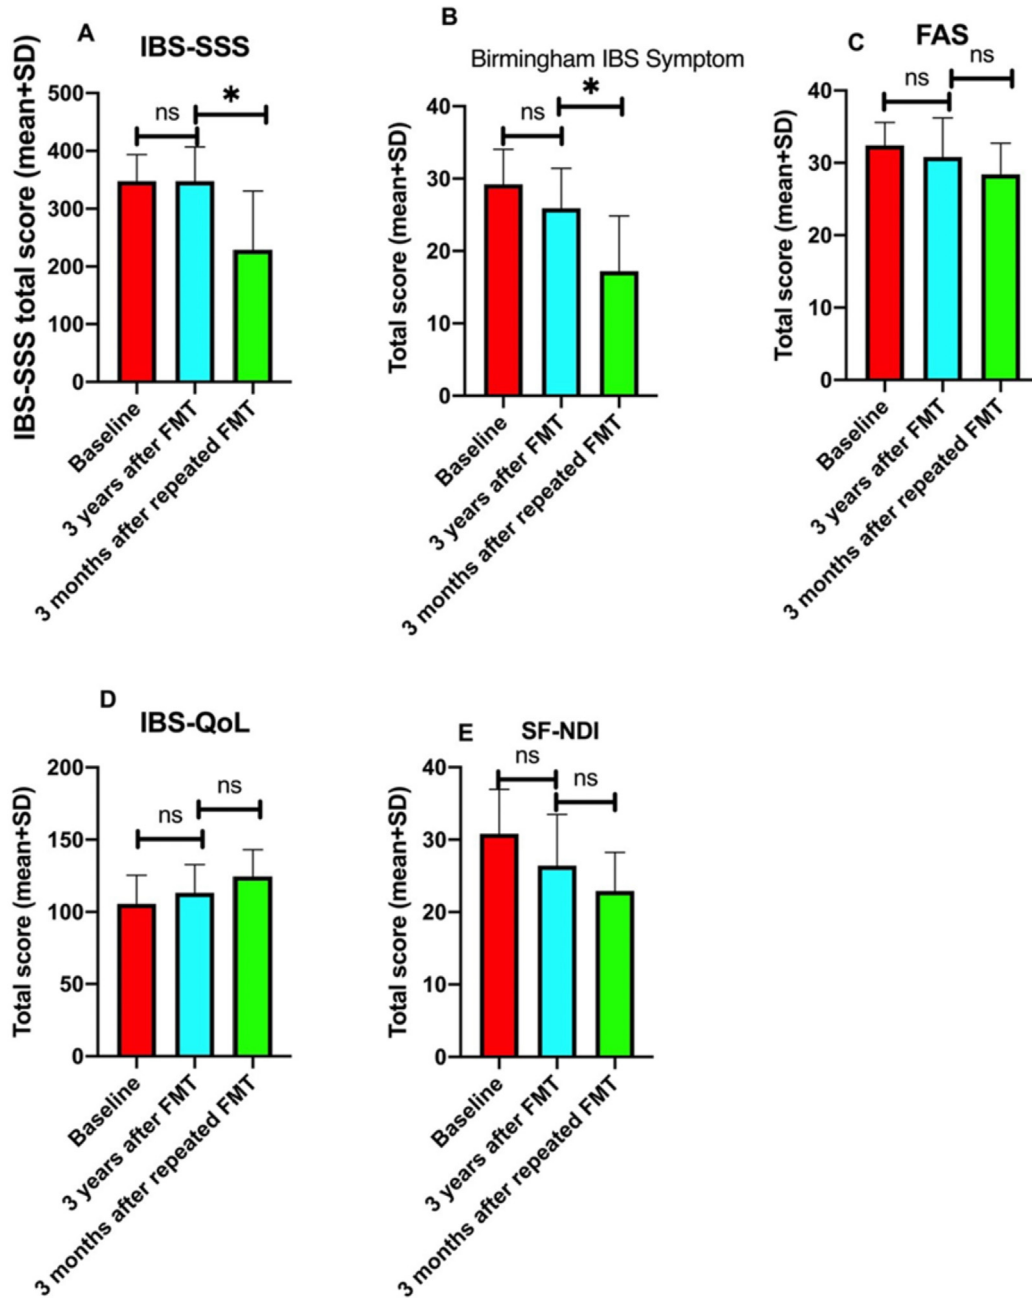 A
IBS-SSS
IBS-SSS total score (mean+SD)
500
400
300
200
100
0
ns
*
Baseline
3 years after FMT
3 months after repeated FMT
B
Birmingham IBS Symptom
Total score (mean+SD)
40
30
20
10
0
ns
*
Baseline
3 years after FMT
3 months after repeated FMT
C
FAS
Total score (mean+SD)
40
30
20
10
0
ns
ns
Baseline
3 years after FMT
3 months after repeated FMT
D
IBS-QoL
Total score (mean+SD)
200
150
100
50
0
ns
ns
Baseline
3 years after FMT
3 months after repeated FMT
E
SF-NDI
Total score (mean+SD)
40
30
20
10
0
ns
ns
Baseline
3 years after FMT
3 months after repeated FMT